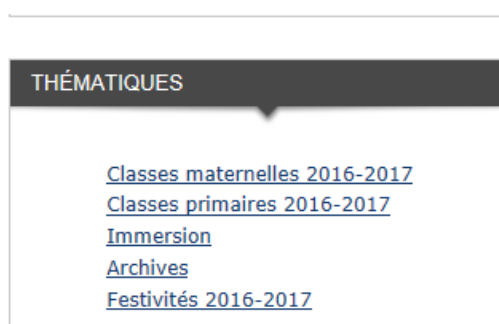 THÉMATIQUES
Classes maternelles 2016-2017
Classes primaires 2016-2017
Immersion
Archives
Festivités 2016-2017